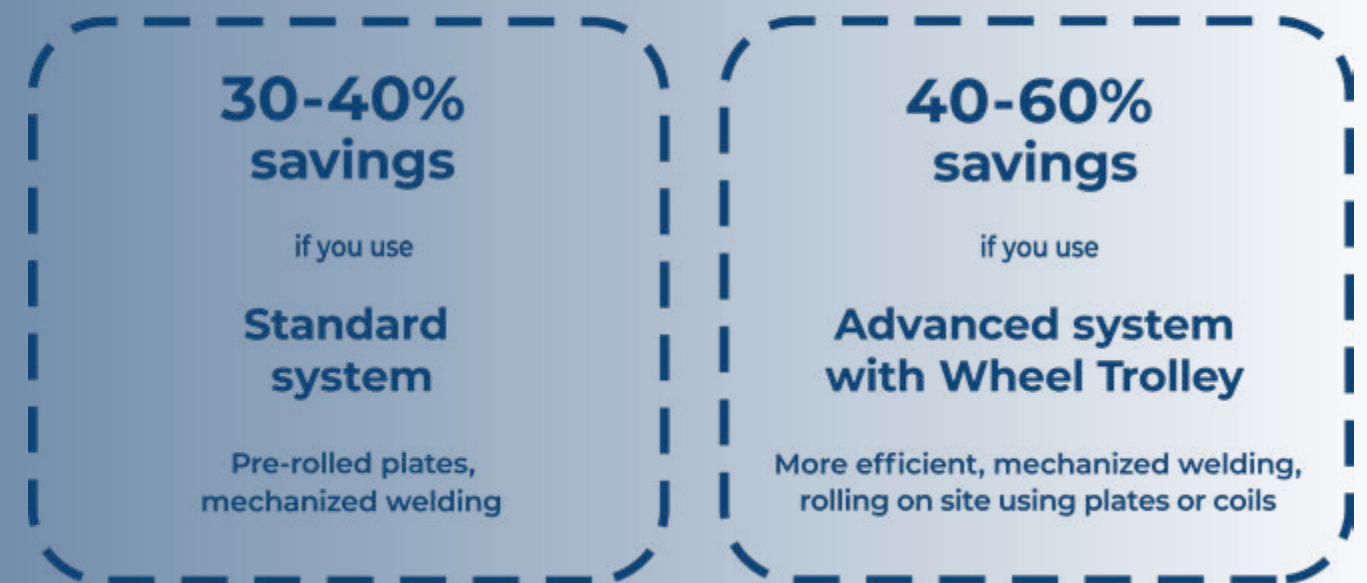 30-40%
savings
if you use
Standard
system
Pre-rolled plates,
mechanized welding
40-60%
savings
if you use
Advanced system
with Wheel Trolley
More efficient, mechanized welding,
rolling on site using plates or coils